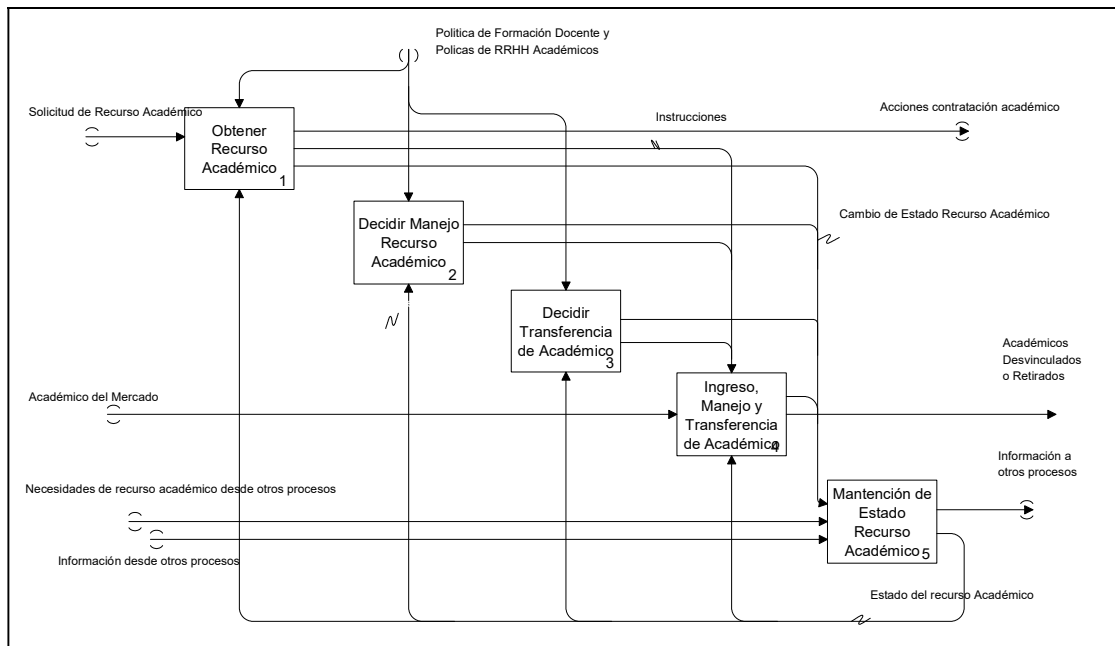 Politica de Formación Docente y
Policas de RRHH Académicos
Solicitud de Recurso Académico
Instrucciones
Acciones contratación académico
Obtener
Recurso
Académico
1
Cambio de Estado Recurso Académico
Decidir Manejo
Recurso
Académico
2
Decidir
Transferencia
de Académico
3
Académicos
Desvinculados
o Retirados
Académico del Mercado
Ingreso,
Manejo y
Transferencia
de Académico
4
Información a
otros procesos
Necesidades de recurso académico desde otros procesos
Mantención de
Estado
Recurso
Académico
5
Información desde otros procesos
Estado del recurso Académico